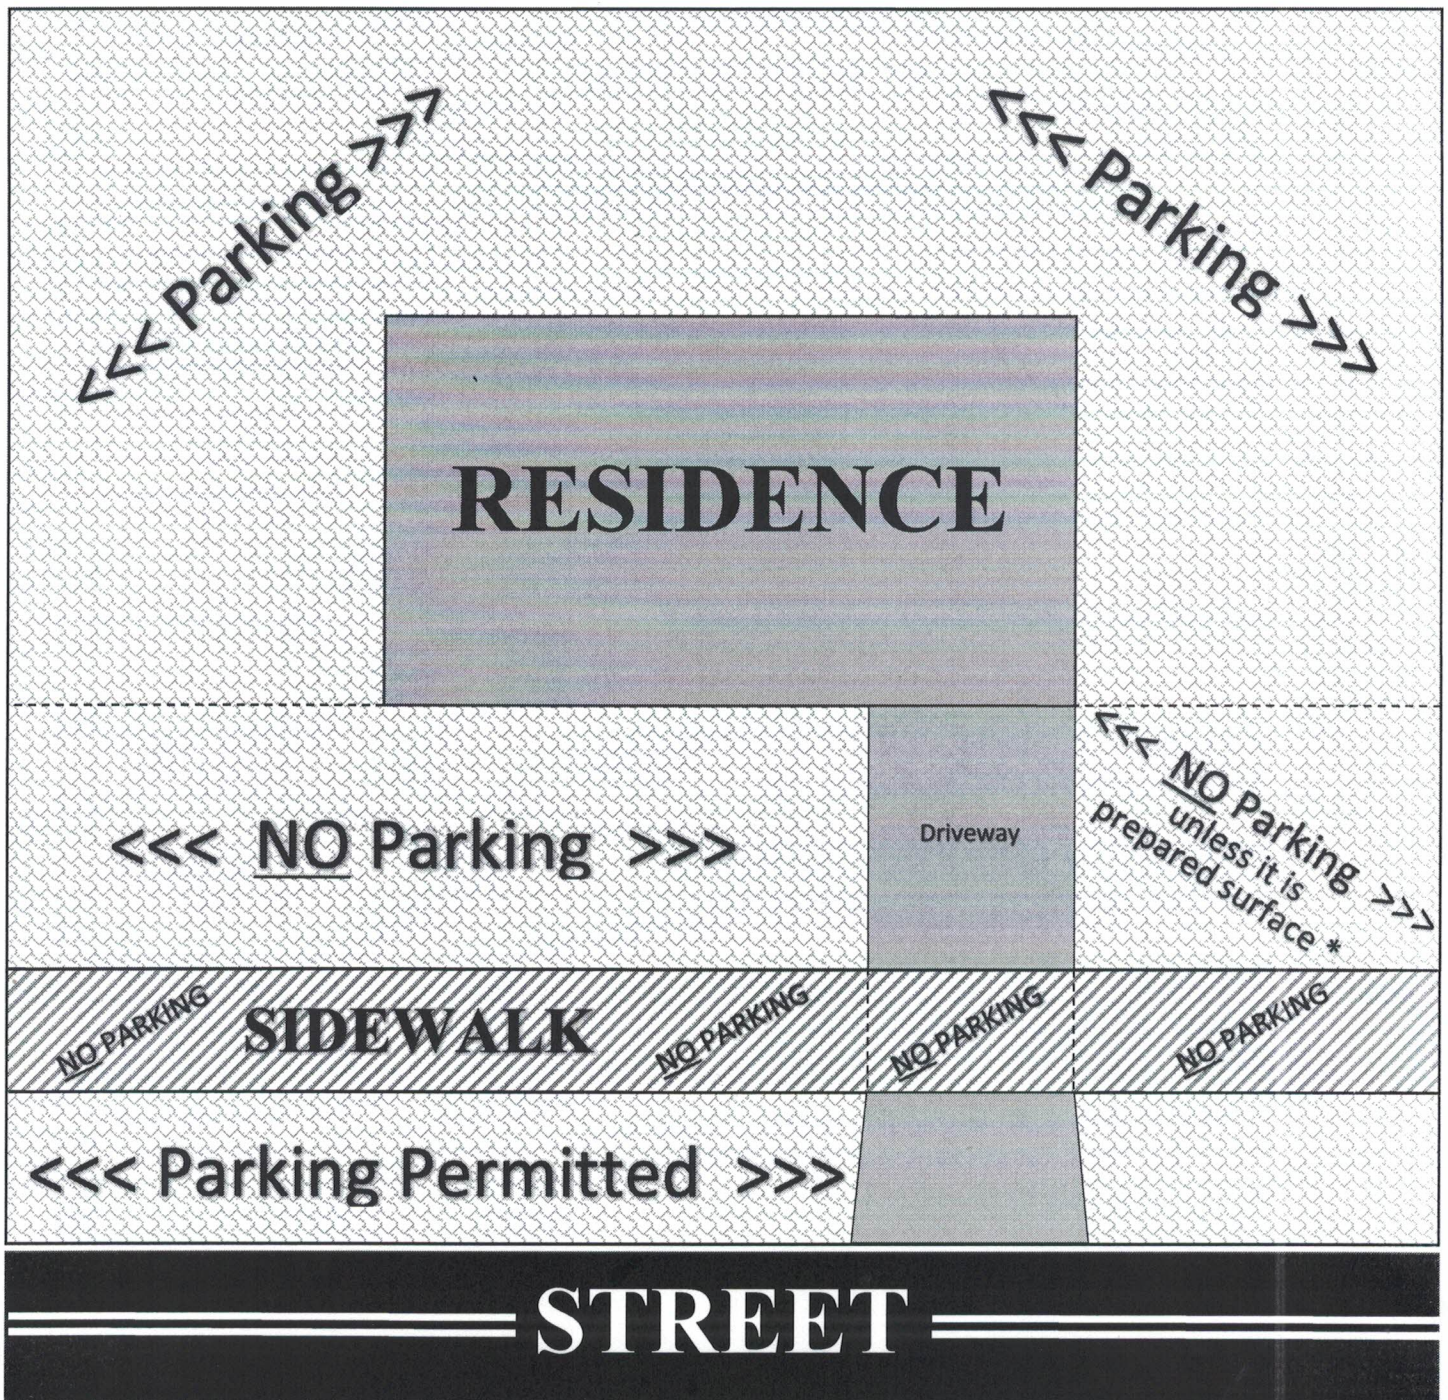 <<< Parking >>>
<<< Parking >>>
RESIDENCE
<<< NO Parking >>>
Driveway
<<< NO Parking >>>
unless it is
prepared surface *
NO PARKING
SIDEWALK
NO PARKING
NO PARKING
NO PARKING
<<< Parking Permitted >>>
STREET